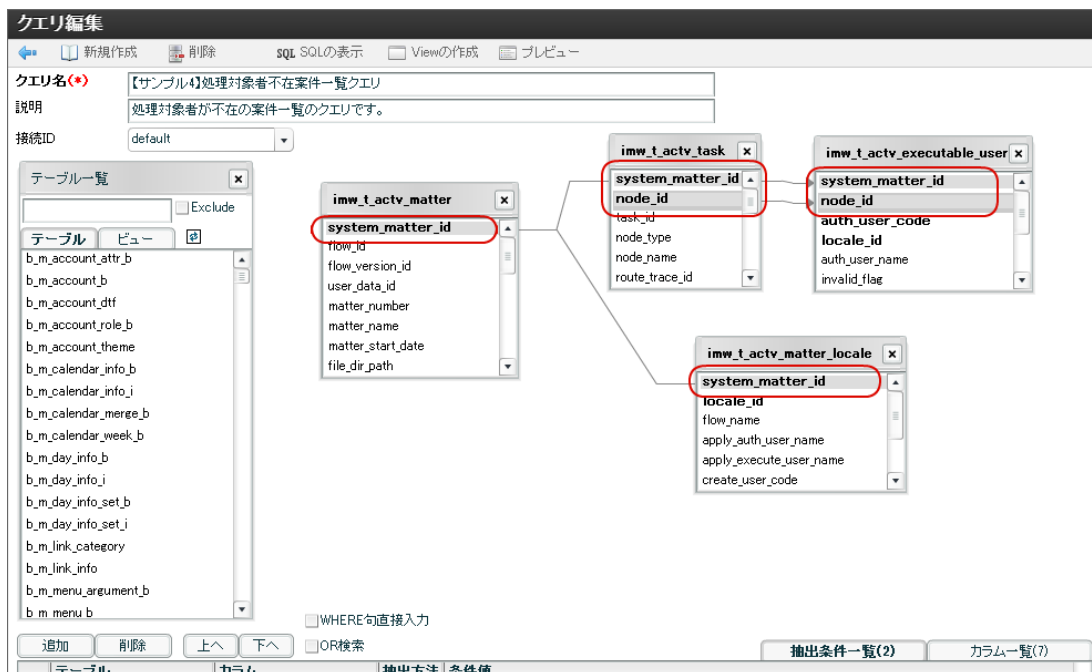 クエリ編集
新規作成 削除 SQL SQLの表示 Viewの作成 プレビュー
クエリ名(*) 【サンプル4】処理対象者不在案件一覧クエリ
説明 処理対象者が不在の案件一覧のクエリです。
接続ID default
テーブル一覧
Exclude
テーブル ビュー
b_m_account_attr_b
b_m_account_b
b_m_account_dtf
b_m_account_role_b
b_m_account_theme
b_m_calendar_info_b
b_m_calendar_info_i
b_m_calendar_merge_b
b_m_calendar_week_b
b_m_day_info_b
b_m_day_info_i
b_m_day_info_set_b
b_m_day_info_set_i
b_m_link_category
b_m_link_info
b_m_menu_argument_b
b_m_menu_b
imw_t_actv_matter
system_matter_id
flow_id
flow_version_id
user_data_id
matter_number
matter_name
matter_start_date
file_dir_path
imw_t_actv_task
system_matter_id
node_id
task_id
node_type
node_name
route_trace_id
imw_t_actv_executable_user
system_matter_id
node_id
auth_user_code
locale_id
auth_user_name
invalid_flag
imw_t_actv_matter_locale
system_matter_id
locale_id
flow_name
apply_auth_user_name
apply_execute_user_name
create_user_code
WHERE句直接入力
追加 削除 上へ 下へ OR検索
抽出条件一覧(2) カラム一覧(7)
テーブル カラム 抽出方法 条件値